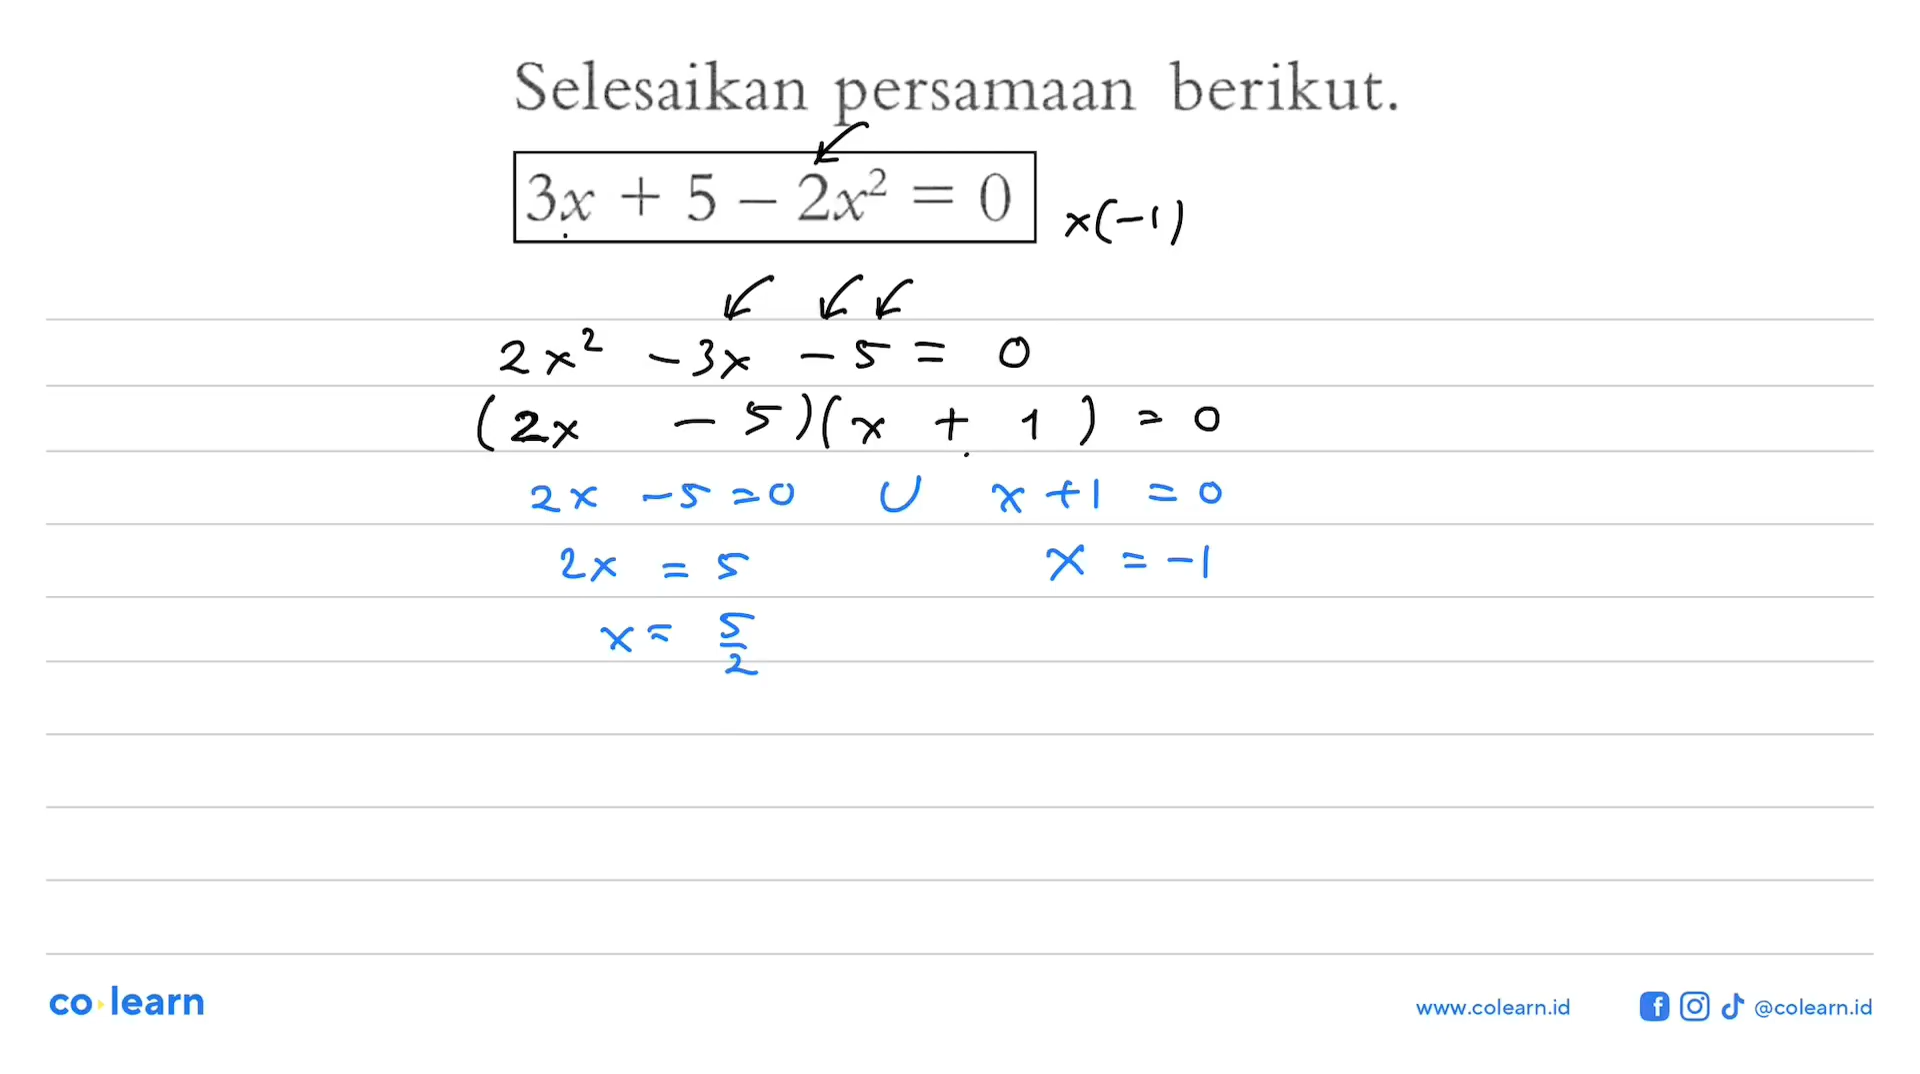 Selesaikan persamaan berikut.
3x + 5 – 2x² = 0 x(-1)
2x² - 3x - 5 = 0
(2x - 5)(x + 1) = 0
2x - 5 = 0 U x + 1 = 0
2x = 5 x = -1
x = 5/2
co learn
www.colearn.id @colearn.id